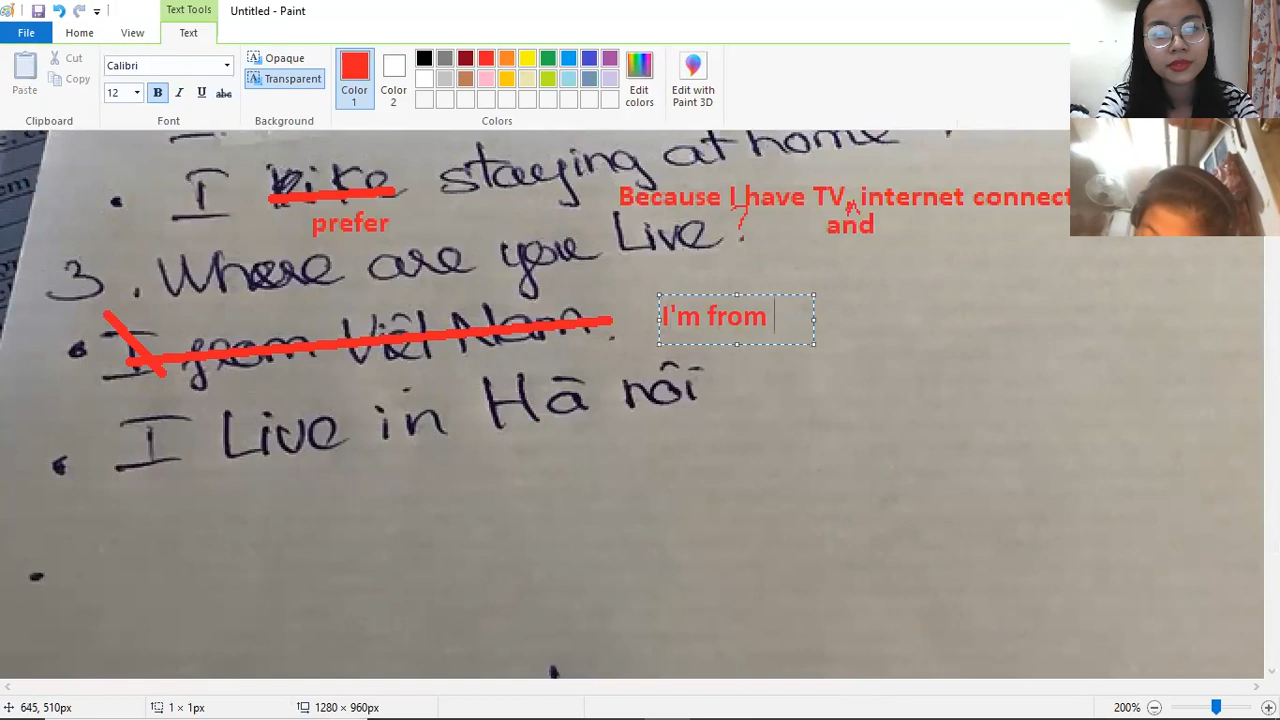 Untitled - Paint
Text Tools
File Home View Text
Paste
Cut
Copy
Clipboard
Calibri
12
B I U abc
Font
Opaque
Transparent
Background
Color 1
Color 2
Edit colors
Edit with Paint 3D
Colors
I like staying at home
prefer
Because I have TV internet connect
?
and
3. Where are you Live?
I from Việt Nam.
I'm from
I Live in Hà nôi
645, 510px
1 × 1px
1280 × 960px
200%